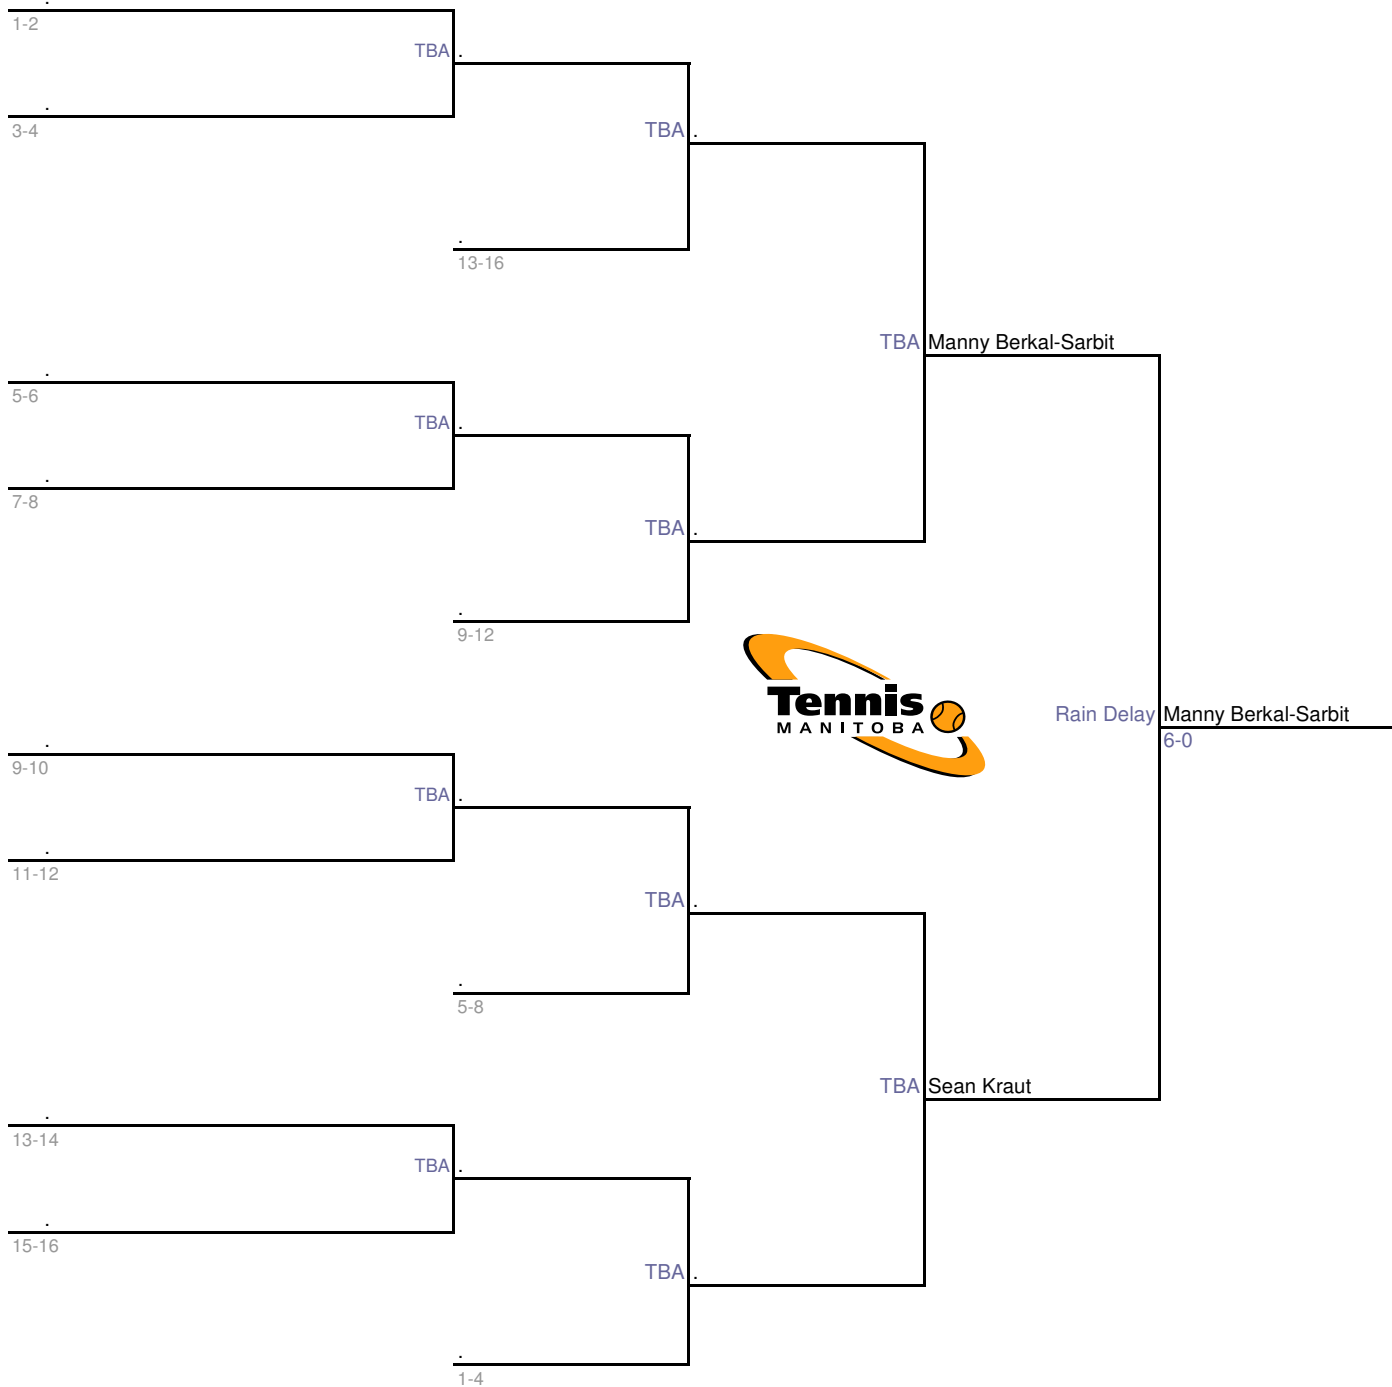 .
1-2
TBA .
.
3-4
TBA .
.
13-16
TBA Manny Berkal-Sarbit
.
5-6
TBA .
.
7-8
TBA .
.
9-12
Tennis
MANITOBA
Rain Delay Manny Berkal-Sarbit
6-0
.
9-10
TBA .
.
11-12
TBA .
.
5-8
TBA Sean Kraut
.
13-14
TBA .
.
15-16
TBA .
.
1-4